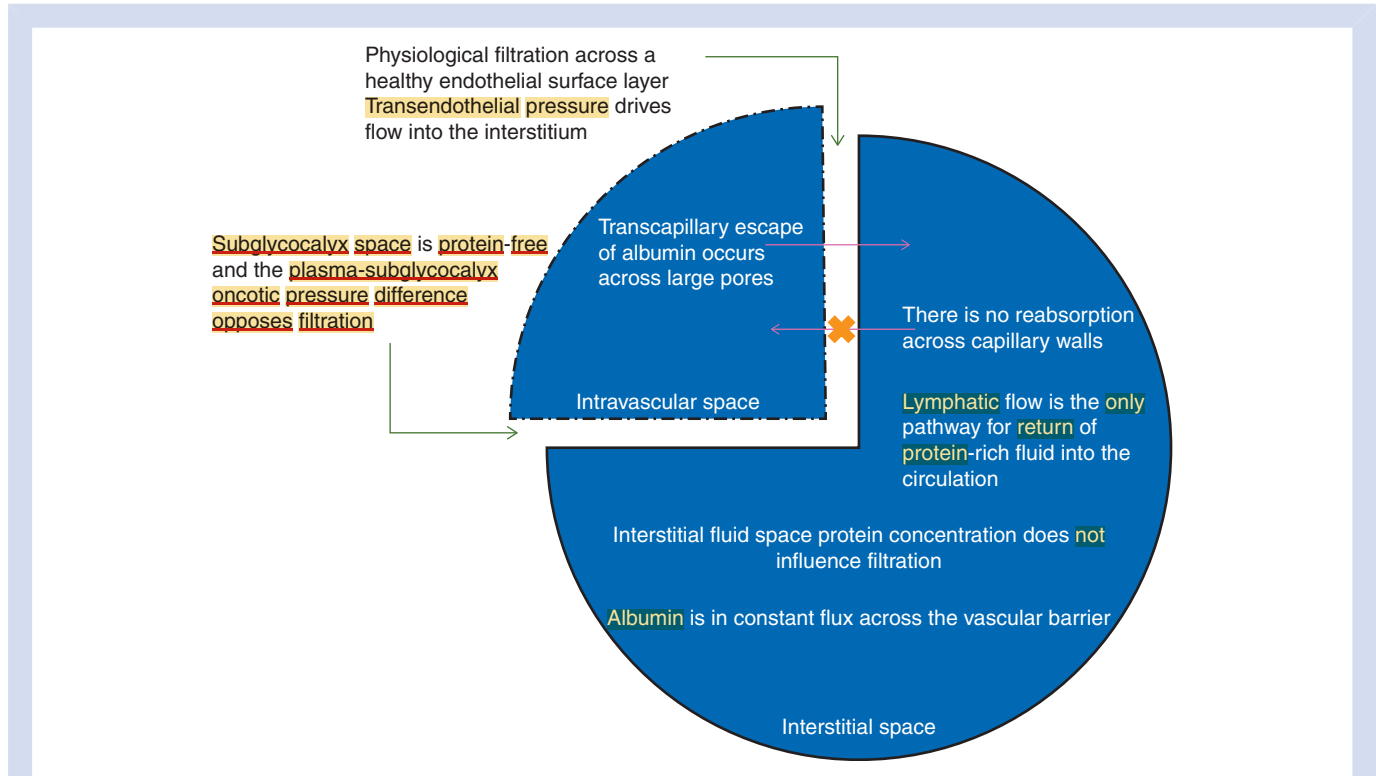 Physiological filtration across a
healthy endothelial surface layer
Transendothelial pressure drives
flow into the interstitium
Subglycocalyx space is protein-free
and the plasma-subglycocalyx
oncotic pressure difference
opposes filtration
Transcapillary escape
of albumin occurs
across large pores
Intravascular space
There is no reabsorption
across capillary walls
Lymphatic flow is the only
pathway for return of
protein-rich fluid into the
circulation
Interstitial fluid space protein concentration does not
influence filtration
Albumin is in constant flux across the vascular barrier
Interstitial space